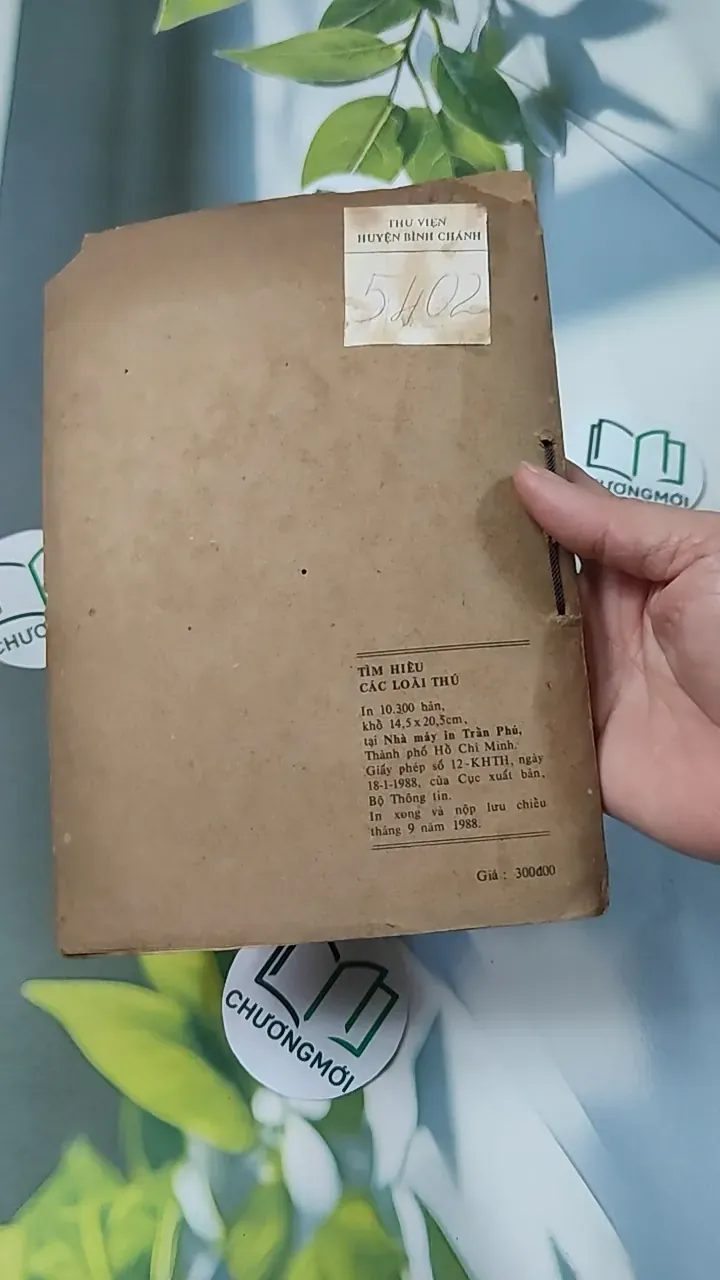 THƯ VIỆN
HUYỆN BÌNH CHÁNH
5402
CHƯƠNGMỚI
TÌM HIỂU
CÁC LOÀI THÚ
In 10.300 bản,
khổ 14,5 x 20,5cm,
tại Nhà máy in Trần Phú,
Thành phố Hồ Chí Minh.
Giấy phép số 12-KHTH, ngày
18-1-1988, của Cục xuất bản,
Bộ Thông tin.
In xong và nộp lưu chiểu
tháng 9 năm 1988.
Giá : 300đ00
CHƯƠNGMỚI